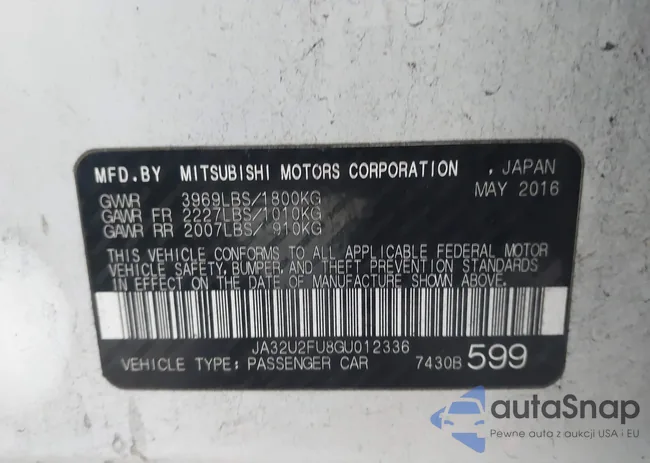 MFD.BY MITSUBISHI MOTORS CORPORATION , JAPAN
MAY 2016
GVWR 3969LBS/1800KG
GAWR FR 2227LBS/1010KG
GAWR RR 2007LBS/ 910KG
THIS VEHICLE CONFORMS TO ALL APPLICABLE FEDERAL MOTOR
VEHICLE SAFETY, BUMPER, AND THEFT PREVENTION STANDARDS
IN EFFECT ON THE DATE OF MANUFACTURE SHOWN ABOVE.
JA32U2FU8GU012336
VEHICLE TYPE: PASSENGER CAR 7430B 599
autaSnap
Pewne auta z aukcji USA i EU